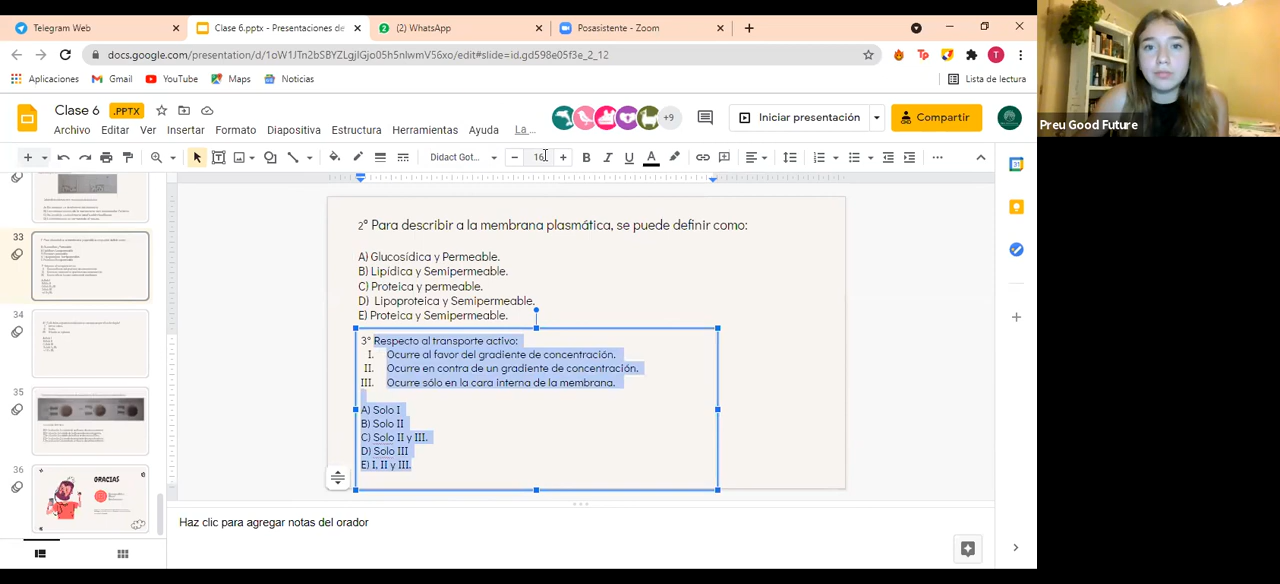 Telegram Web
Clase 6.pptx - Presentaciones de
(2) WhatsApp
Posasistente - Zoom
docs.google.com/presentation/d/1oW1JTn2bSBYZLgjlGjo05h5nlwmV56xo/edit#slide=id.gd598e05f3e_2_12
Aplicaciones
Gmail
YouTube
Maps
Noticias
Lista de lectura
Preu Good Future
Clase 6
.PPTX
Archivo Editar Ver Insertar Formato Diapositiva Estructura Herramientas Ayuda La...
+9
Iniciar presentación
Compartir
Didact Got...
16
33
34
35
36
GRACIAS
2° Para describir a la membrana plasmática, se puede definir como:
A) Glucosídica y Permeable.
B) Lipídica y Semipermeable.
C) Proteica y permeable.
D) Lipoproteica y Semipermeable.
E) Proteica y Semipermeable.
3° Respecto al transporte activo:
I. Ocurre al favor del gradiente de concentración.
II. Ocurre en contra de un gradiente de concentración.
III. Ocurre sólo en la cara interna de la membrana.
A) Solo I
B) Solo II
C) Solo II y III.
D) Solo III
E) I, II y III.
Haz clic para agregar notas del orador